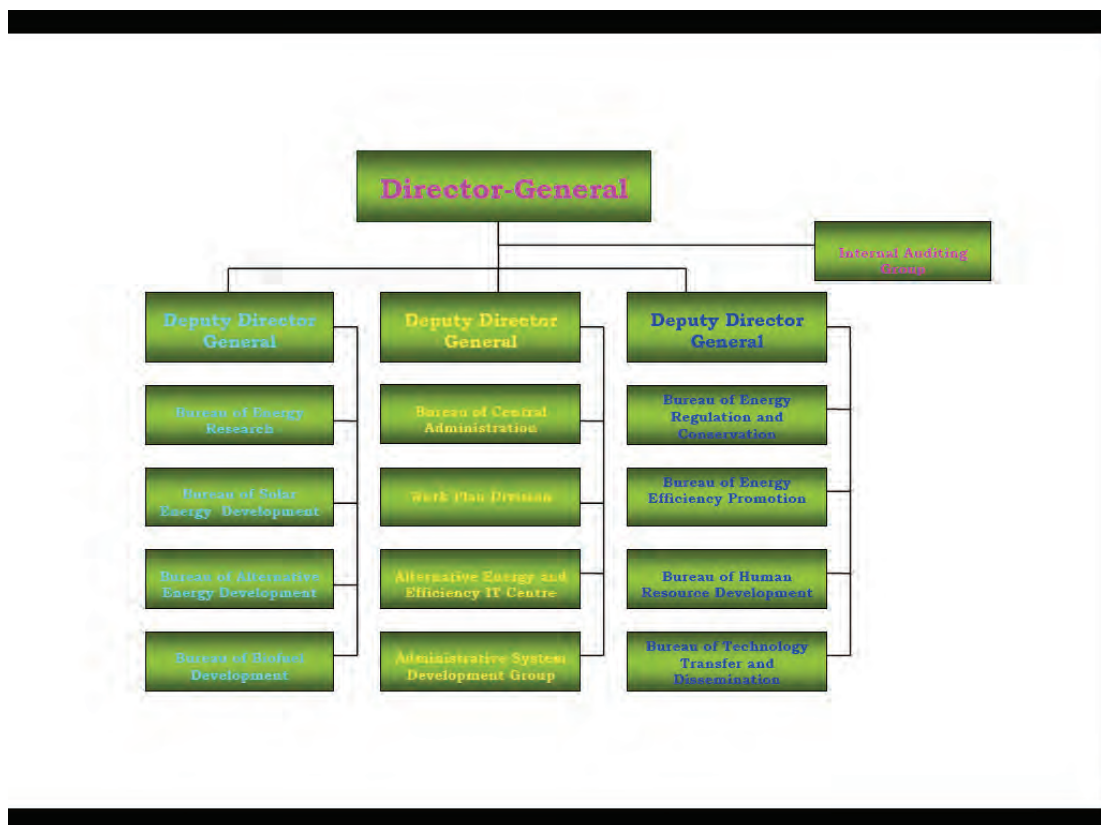 Director-General
Internal Auditing
Group
Deputy Director
General
Bureau of Energy
Research
Bureau of Solar
Energy Development
Bureau of Alternative
Energy Development
Bureau of Biofuel
Development
Deputy Director
General
Bureau of Central
Administration
Work Plan Division
Alternative Energy and
Efficiency IT Centre
Administrative System
Development Group
Deputy Director
General
Bureau of Energy
Regulation and
Conservation
Bureau of Energy
Efficiency Promotion
Bureau of Human
Resource Development
Bureau of Technology
Transfer and
Dissemination